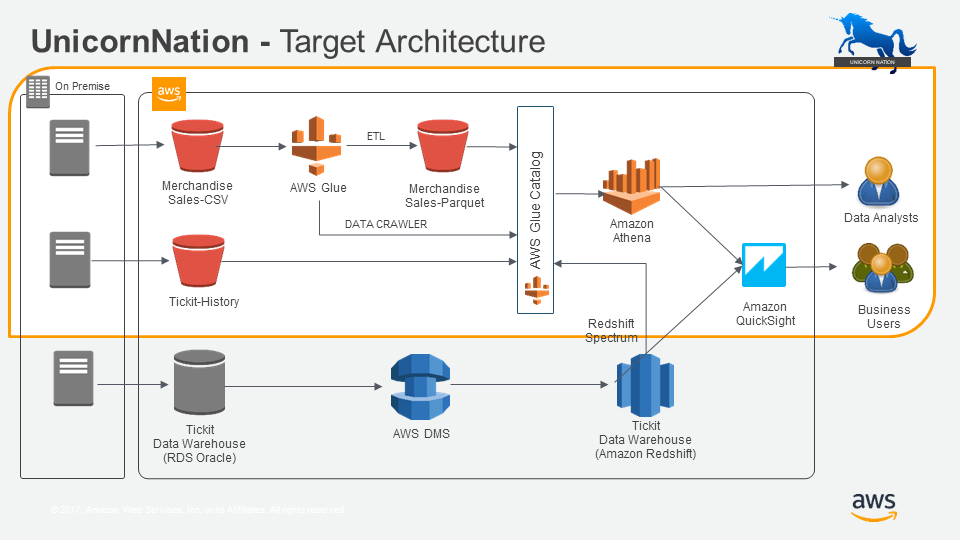 UnicornNation - Target Architecture
UNICORN NATION
On Premise
aws
ETL
Merchandise
Sales-CSV
AWS Glue
Merchandise
Sales-Parquet
DATA CRAWLER
AWS Glue Catalog
Amazon
Athena
Data Analysts
Tickit-History
Amazon
QuickSight
Business
Users
Redshift
Spectrum
Tickit
Data Warehouse
(RDS Oracle)
AWS DMS
Tickit
Data Warehouse
(Amazon Redshift)
© 2017, Amazon Web Services, Inc. or its Affiliates. All rights reserved.
aws